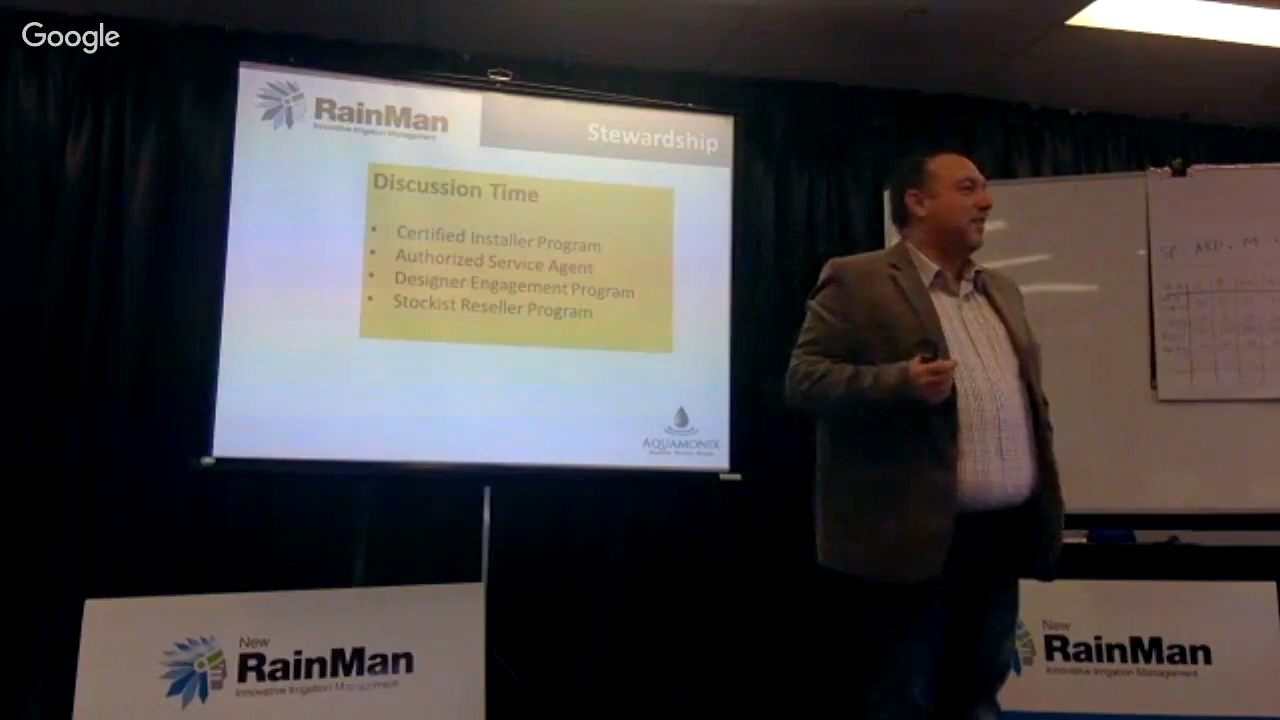 Google
RainMan
Innovative Irrigation Management
Stewardship
Discussion Time
• Certified Installer Program
• Authorized Service Agent
• Designer Engagement Program
• Stockist Reseller Program
AQUAMONIX
New
RainMan
Innovative Irrigation Management
New
RainMan
Innovative Irrigation Management